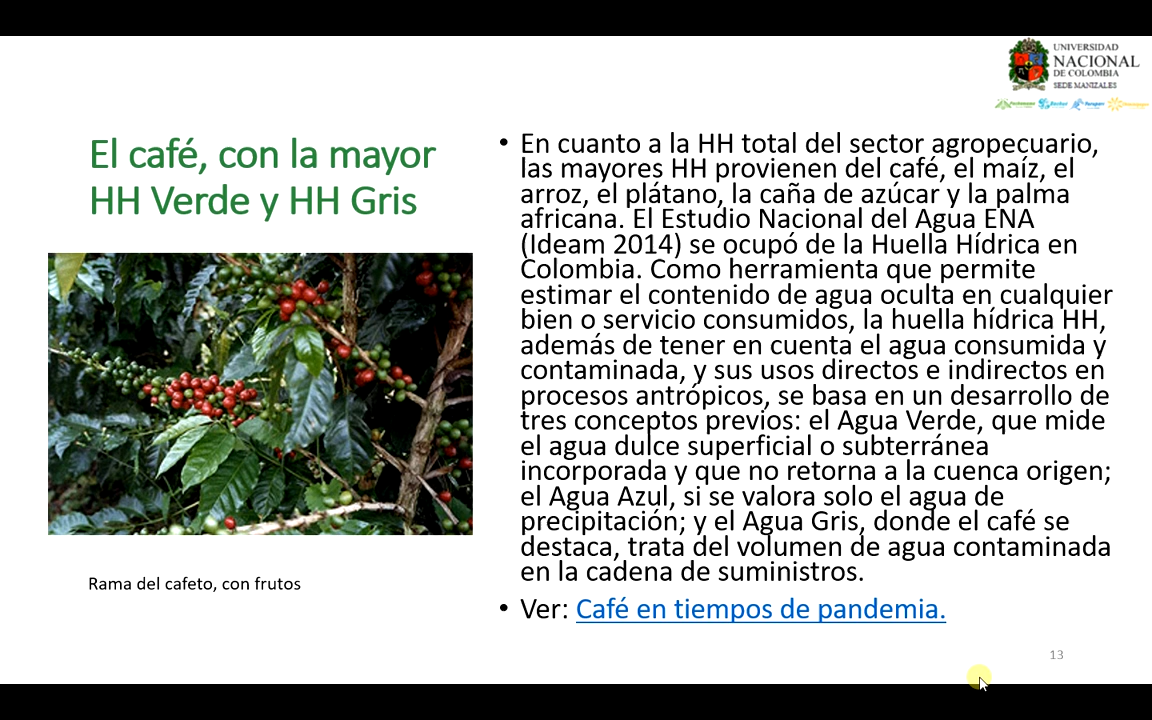 UNIVERSIDAD
NACIONAL
DE COLOMBIA
SEDE MANIZALES
El café, con la mayor
HH Verde y HH Gris
Rama del cafeto, con frutos
• En cuanto a la HH total del sector agropecuario,
las mayores HH provienen del café, el maíz, el
arroz, el plátano, la caña de azúcar y la palma
africana. El Estudio Nacional del Agua ENA
(Ideam 2014) se ocupó de la Huella Hídrica en
Colombia. Como herramienta que permite
estimar el contenido de agua oculta en cualquier
bien o servicio consumidos, la huella hídrica HH,
además de tener en cuenta el agua consumida y
contaminada, y sus usos directos e indirectos en
procesos antrópicos, se basa en un desarrollo de
tres conceptos previos: el Agua Verde, que mide
el agua dulce superficial o subterránea
incorporada y que no retorna a la cuenca origen;
el Agua Azul, si se valora solo el agua de
precipitación; y el Agua Gris, donde el café se
destaca, trata del volumen de agua contaminada
en la cadena de suministros.
• Ver: Café en tiempos de pandemia.
13